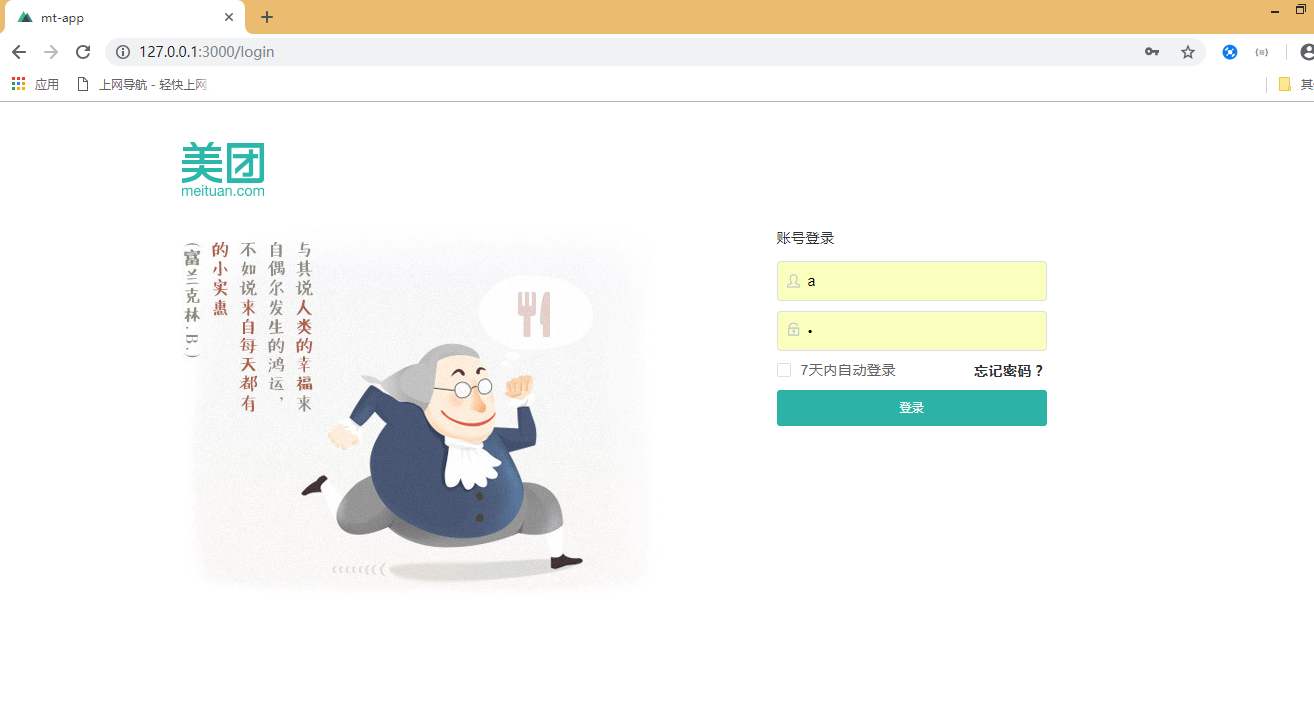 mt-app
127.0.0.1:3000/login
应用
上网导航 - 轻快上网
美团
meituan.com
与其说人类的幸福来
自偶尔发生的鸿运，
不如说来自每天都有
的小实惠
(富兰克林.B.)
账号登录
a
7天内自动登录
忘记密码？
登录